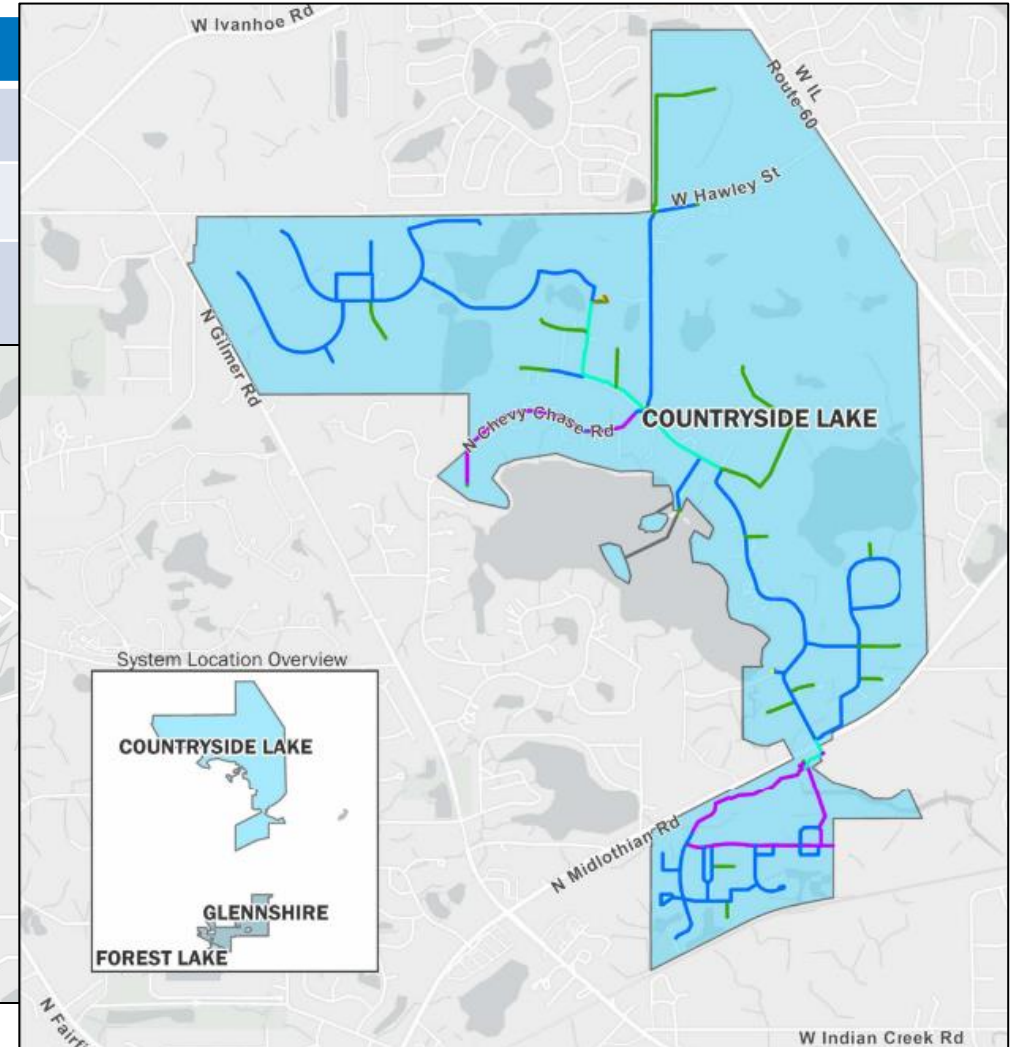 W Ivanhoe Rd
W IL
Route 60
W Hawley St
N Gilmer Rd
N Chevy Chase Rd
COUNTRYSIDE LAKE
System Location Overview
COUNTRYSIDE LAKE
GLENNSHIRE
FOREST LAKE
N Midlothian Rd
W Indian Creek Rd
N